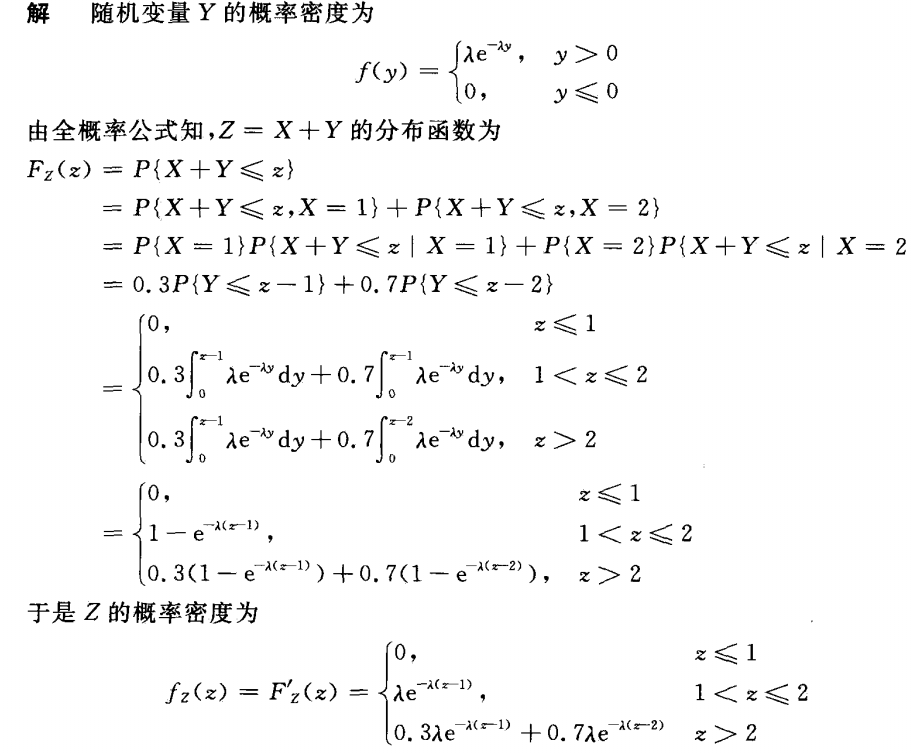 解 随机变量 Y 的概率密度为
f(y) = { λe^{-λy}, y > 0
0, y ⩽ 0
由全概率公式知,Z = X + Y 的分布函数为
F_Z(z) = P{X + Y ⩽ z}
= P{X + Y ⩽ z, X = 1} + P{X + Y ⩽ z, X = 2}
= P{X = 1}P{X + Y ⩽ z | X = 1} + P{X = 2}P{X + Y ⩽ z | X = 2
= 0.3P{Y ⩽ z − 1} + 0.7P{Y ⩽ z − 2}
= { 0, z ⩽ 1
0.3∫_0^{z−1} λe^{-λy}dy + 0.7∫_0^{z−1} λe^{-λy}dy, 1 < z ⩽ 2
0.3∫_0^{z−1} λe^{-λy}dy + 0.7∫_0^{z−2} λe^{-λy}dy, z > 2
= { 0, z ⩽ 1
1 − e^{-λ(z−1)}, 1 < z ⩽ 2
0.3(1 − e^{-λ(z−1)}) + 0.7(1 − e^{-λ(z−2)}), z > 2
于是 Z 的概率密度为
f_Z(z) = F′_Z(z) = { 0, z ⩽ 1
λe^{-λ(z−1)}, 1 < z ⩽ 2
0.3λe^{-λ(z−1)} + 0.7λe^{-λ(z−2)} z > 2